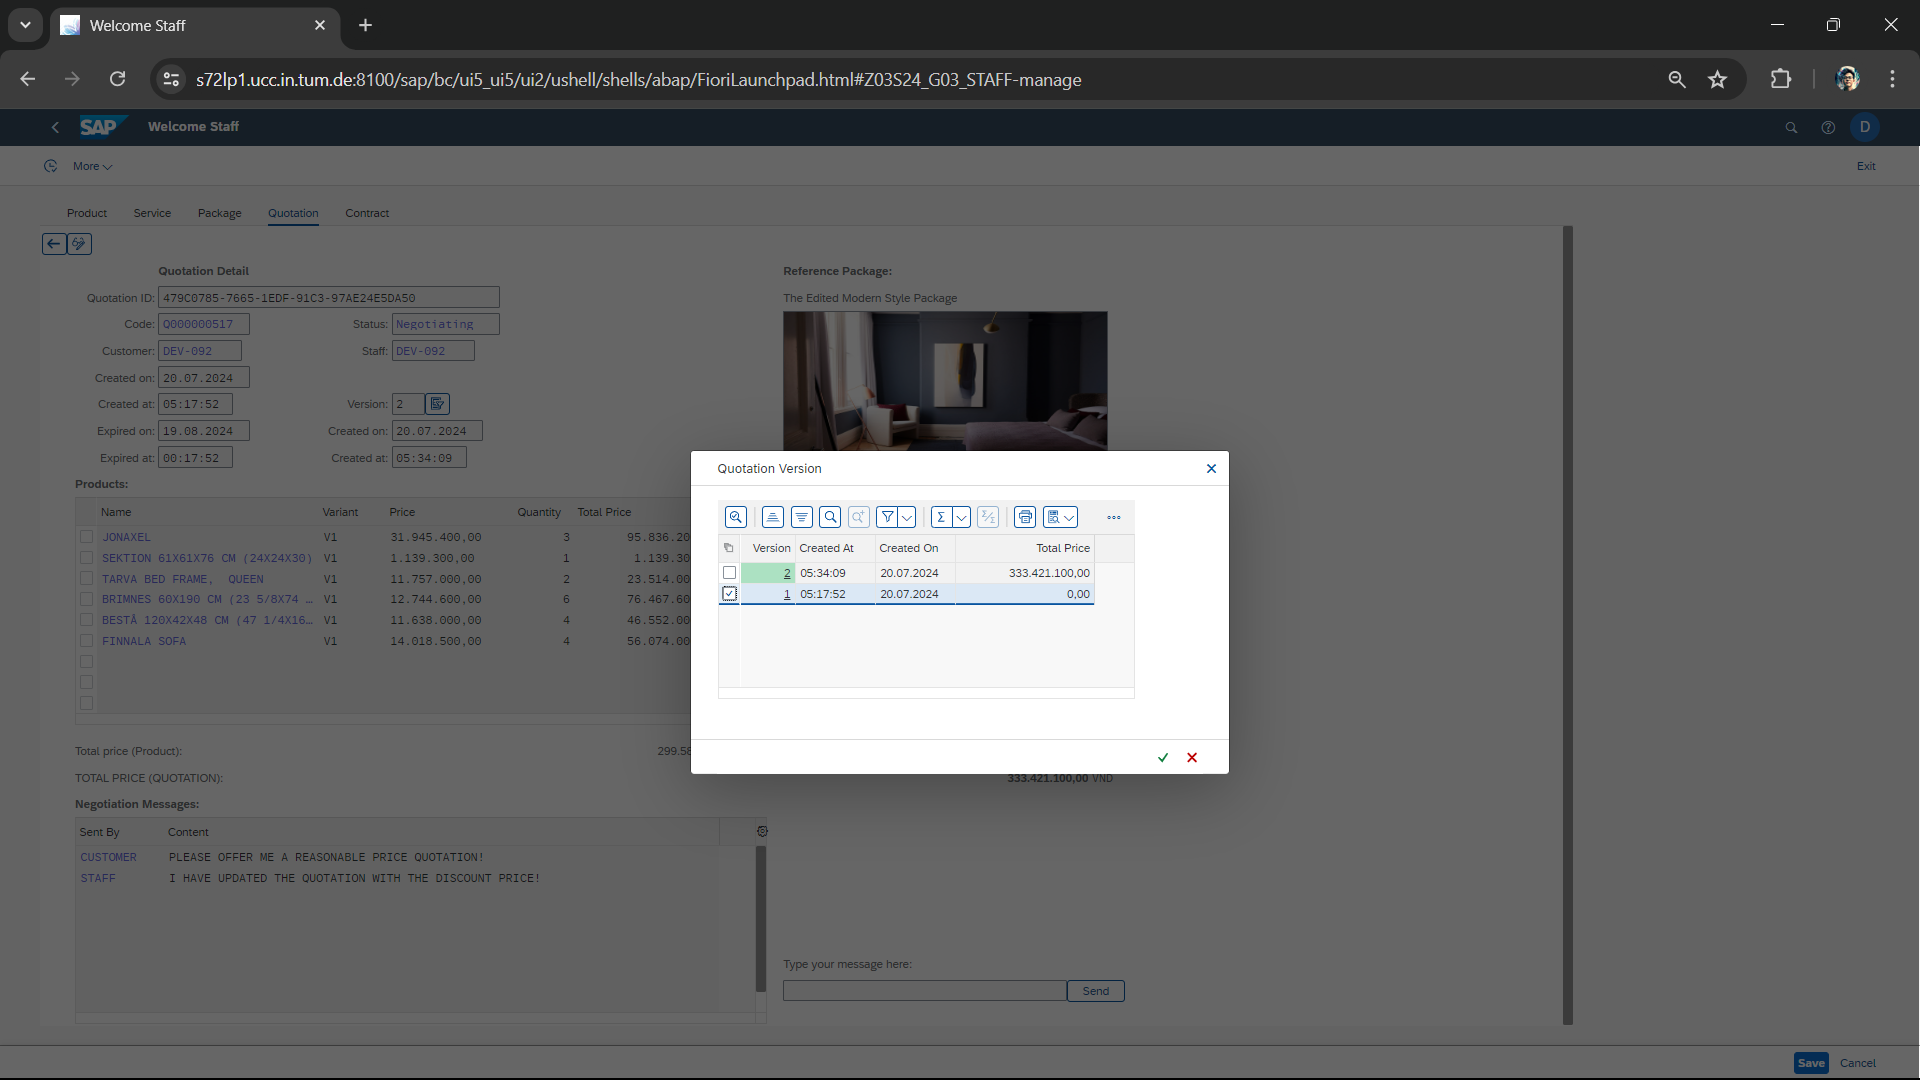 Welcome Staff
s72lp1.ucc.in.tum.de:8100/sap/bc/ui5_ui5/ui2/ushell/shells/abap/FioriLaunchpad.html#Z03S24_G03_STAFF-manage
SAP Welcome Staff D
More Exit
Product Service Package Quotation Contract
Quotation Detail
Quotation ID: 479C0785-7665-1EDF-91C3-97AE24E5DA50
Code: Q000000517 Status: Negotiating
Customer: DEV-092 Staff: DEV-092
Created on: 20.07.2024
Created at: 05:17:52 Version: 2
Expired on: 19.08.2024 Created on: 20.07.2024
Expired at: 00:17:52 Created at: 05:34:09
Reference Package:
The Edited Modern Style Package
Products:
Name Variant Price Quantity Total Price
JONAXEL V1 31.945.400,00 3 95.836.20
SEKTION 61X61X76 CM (24X24X30) V1 1.139.300,00 1 1.139.30
TARVA BED FRAME, QUEEN V1 11.757.000,00 2 23.514.00
BRIMNES 60X190 CM (23 5/8X74 … V1 12.744.600,00 6 76.467.60
BESTÅ 120X42X48 CM (47 1/4X16… V1 11.638.000,00 4 46.552.00
FINNALA SOFA V1 14.018.500,00 4 56.074.00
Quotation Version
Version Created At Created On Total Price
2 05:34:09 20.07.2024 333.421.100,00
1 05:17:52 20.07.2024 0,00
Total price (Product): 299.58
TOTAL PRICE (QUOTATION): 333.421.100,00 VND
Negotiation Messages:
Sent By Content
CUSTOMER PLEASE OFFER ME A REASONABLE PRICE QUOTATION!
STAFF I HAVE UPDATED THE QUOTATION WITH THE DISCOUNT PRICE!
Type your message here:
Send
Save Cancel